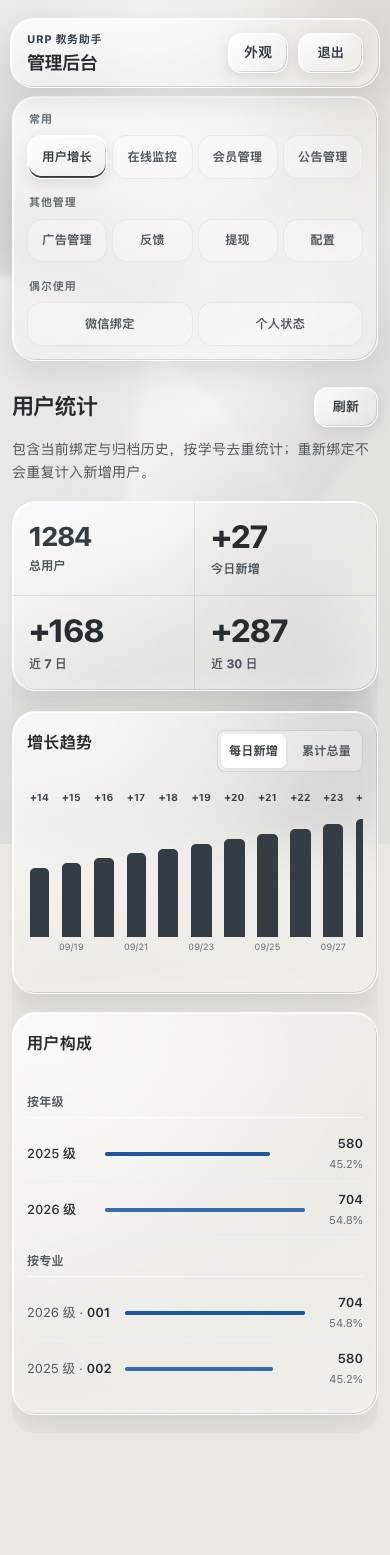 URP 教务助手
管理后台
外观
退出
常用
用户增长
在线监控
会员管理
公告管理
其他管理
广告管理
反馈
提现
配置
偶尔使用
微信绑定
个人状态
用户统计
刷新
包含当前绑定与归档历史，按学号去重统计；重新绑定不
会重复计入新增用户。
1284
总用户
+27
今日新增
+168
近 7 日
+287
近 30 日
增长趋势
每日新增
累计总量
+14 +15 +16 +17 +18 +19 +20 +21 +22 +23 +
09/19 09/21 09/23 09/25 09/27
用户构成
按年级
2025 级
580
45.2%
2026 级
704
54.8%
按专业
2026 级 · 001
704
54.8%
2025 级 · 002
580
45.2%